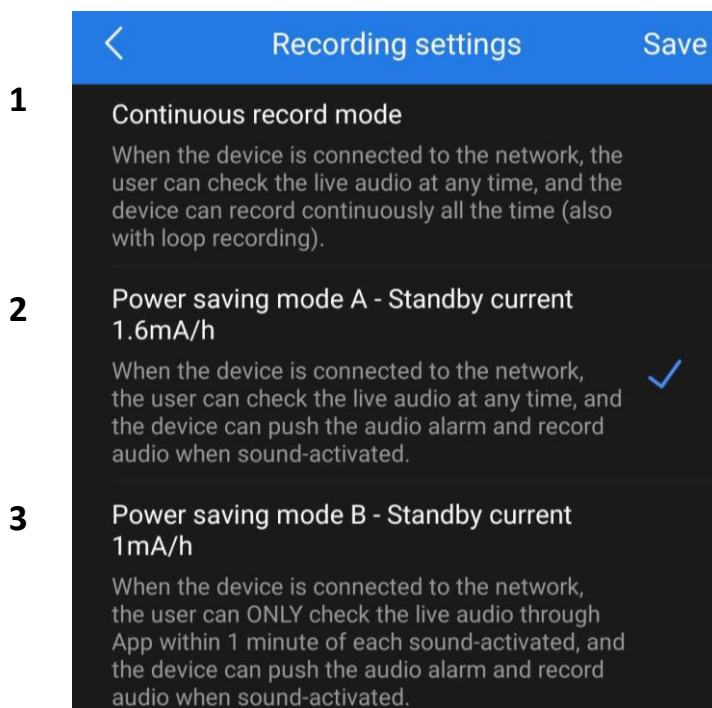 Recording settings Save
1
Continuous record mode
When the device is connected to the network, the
user can check the live audio at any time, and the
device can record continuously all the time (also
with loop recording).
2
Power saving mode A - Standby current
1.6mA/h
When the device is connected to the network,
the user can check the live audio at any time, and
the device can push the audio alarm and record
audio when sound-activated.
3
Power saving mode B - Standby current
1mA/h
When the device is connected to the network,
the user can ONLY check the live audio through
App within 1 minute of each sound-activated, and
the device can push the audio alarm and record
audio when sound-activated.